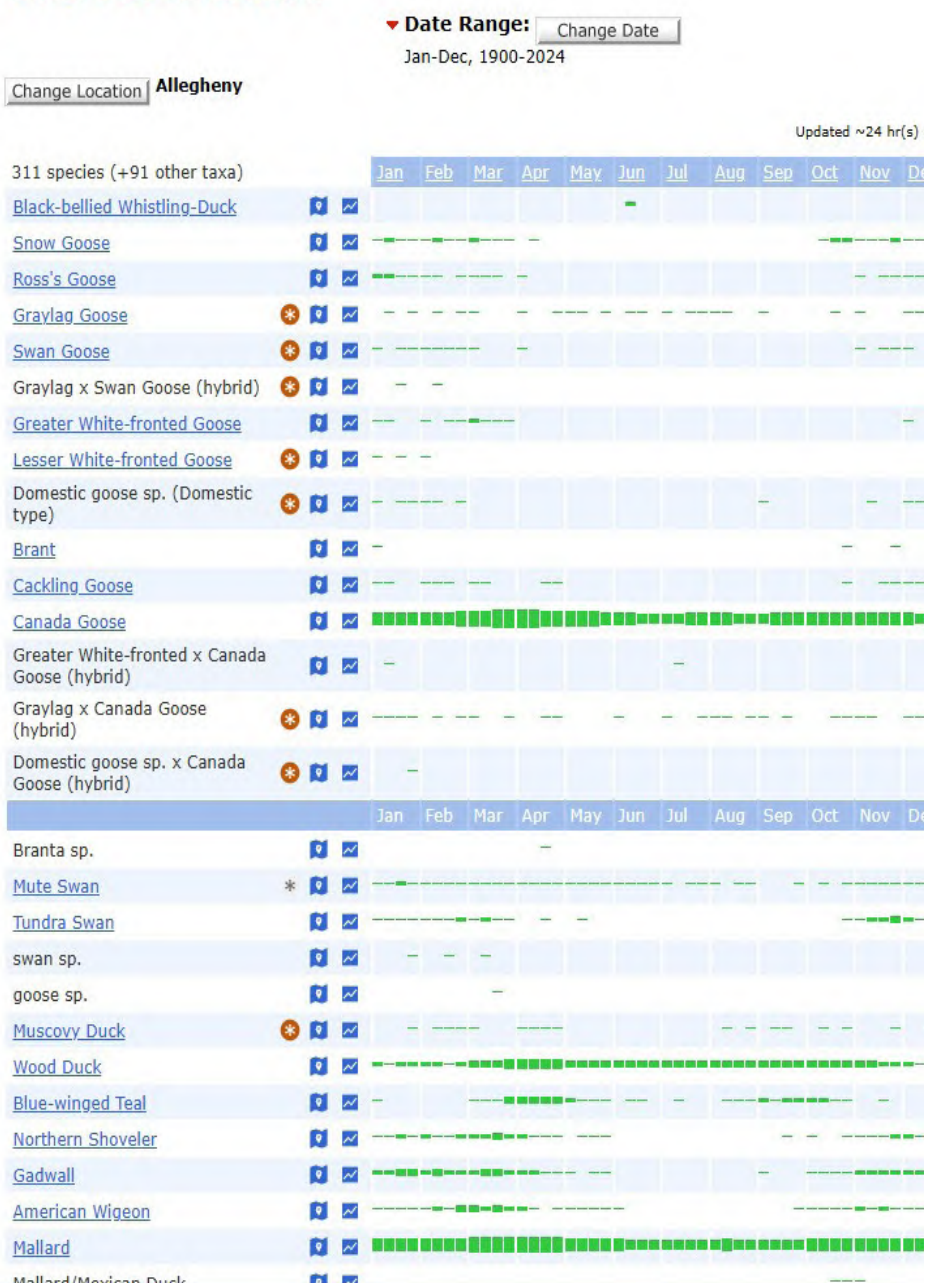 Date Range: Change Date
Jan-Dec, 1900-2024
Change Location Allegheny
Updated ~24 hr(s)
311 species (+91 other taxa) Jan Feb Mar Apr May Jun Jul Aug Sep Oct Nov De
Black-bellied Whistling-Duck
Snow Goose
Ross's Goose
Graylag Goose
Swan Goose
Graylag x Swan Goose (hybrid)
Greater White-fronted Goose
Lesser White-fronted Goose
Domestic goose sp. (Domestic
type)
Brant
Cackling Goose
Canada Goose
Greater White-fronted x Canada
Goose (hybrid)
Graylag x Canada Goose
(hybrid)
Domestic goose sp. x Canada
Goose (hybrid)
Jan Feb Mar Apr May Jun Jul Aug Sep Oct Nov De
Branta sp.
Mute Swan *
Tundra Swan
swan sp.
goose sp.
Muscovy Duck
Wood Duck
Blue-winged Teal
Northern Shoveler
Gadwall
American Wigeon
Mallard
Mallard/Mexican Duck